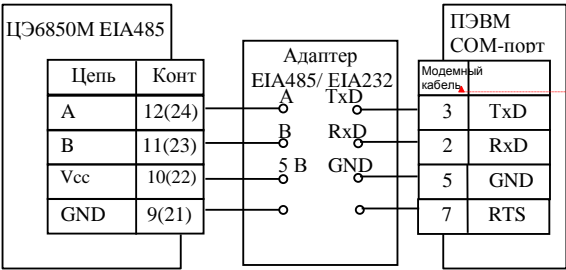 ЦЭ6850М EIA485
Цепь Конт
A 12(24)
B 11(23)
Vcc 10(22)
GND 9(21)
Адаптер
EIA485/ EIA232
A TxD
B RxD
5 В GND
ПЭВМ
COM-порт
Модемный
кабель
3 TxD
2 RxD
5 GND
7 RTS